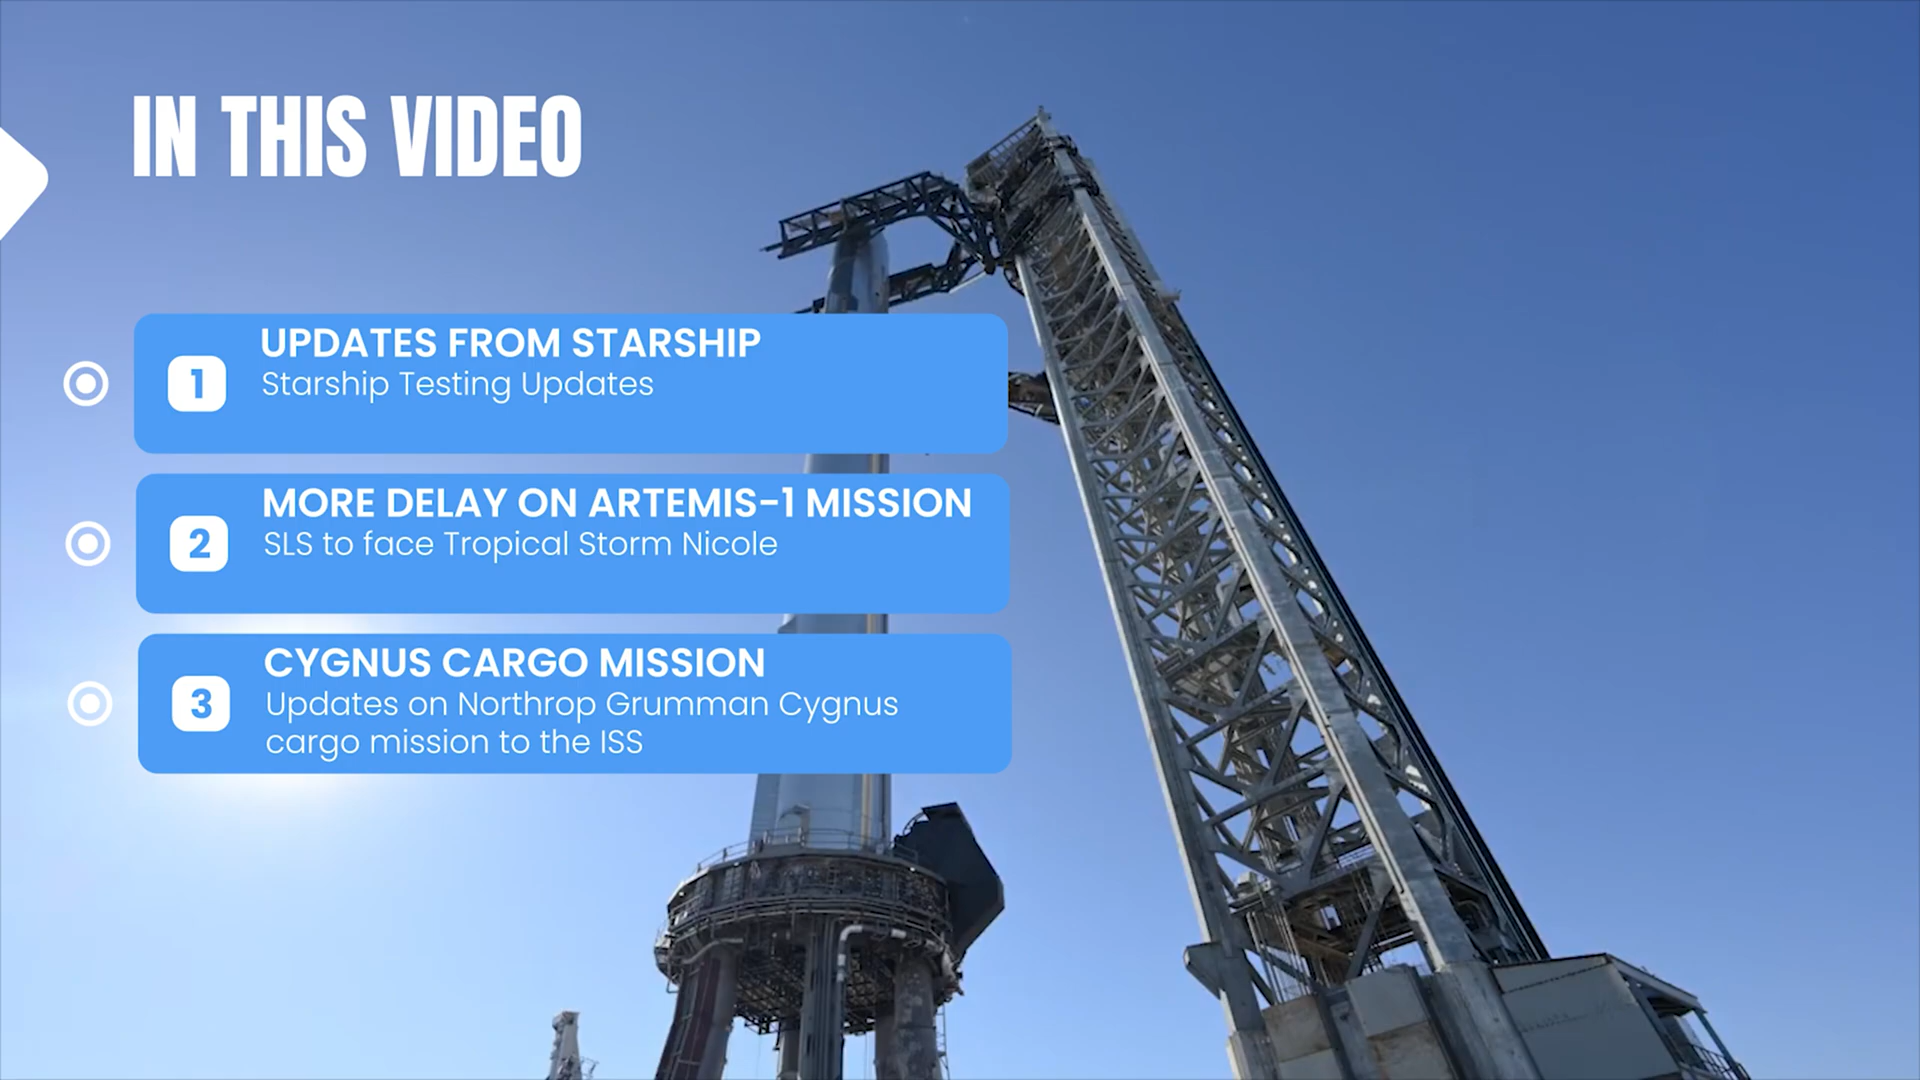 IN THIS VIDEO
1
UPDATES FROM STARSHIP
Starship Testing Updates
2
MORE DELAY ON ARTEMIS-1 MISSION
SLS to face Tropical Storm Nicole
3
CYGNUS CARGO MISSION
Updates on Northrop Grumman Cygnus
cargo mission to the ISS